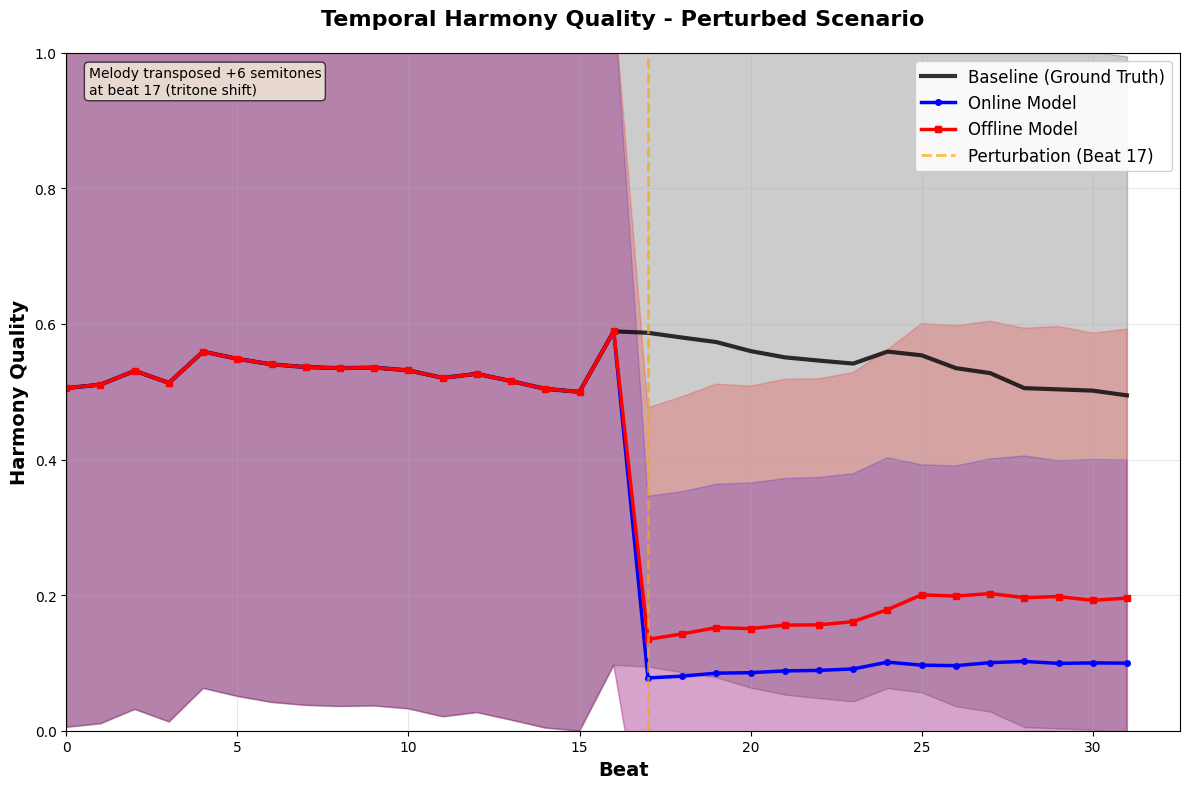 Temporal Harmony Quality - Perturbed Scenario
Melody transposed +6 semitones
at beat 17 (tritone shift)
Baseline (Ground Truth)
Online Model
Offline Model
Perturbation (Beat 17)
Harmony Quality
1.0
0.8
0.6
0.4
0.2
0.0
0 5 10 15 20 25 30
Beat